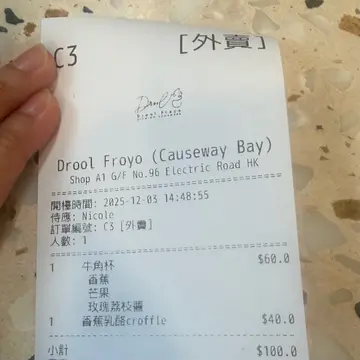 C3
[外賣]
Drool
Drool Froyo
Drool Froyo (Causeway Bay)
Shop A1 G/F No.96 Electric Road HK
開檯時間: 2025-12-03 14:48:55
侍應: Nicole
訂單編號: C3 [外賣]
人數: 1
1 牛角杯 $60.0
香蕉
芒果
玫瑰荔枝醬
1 香蕉乳酪croffle $40.0
小計 $100.0